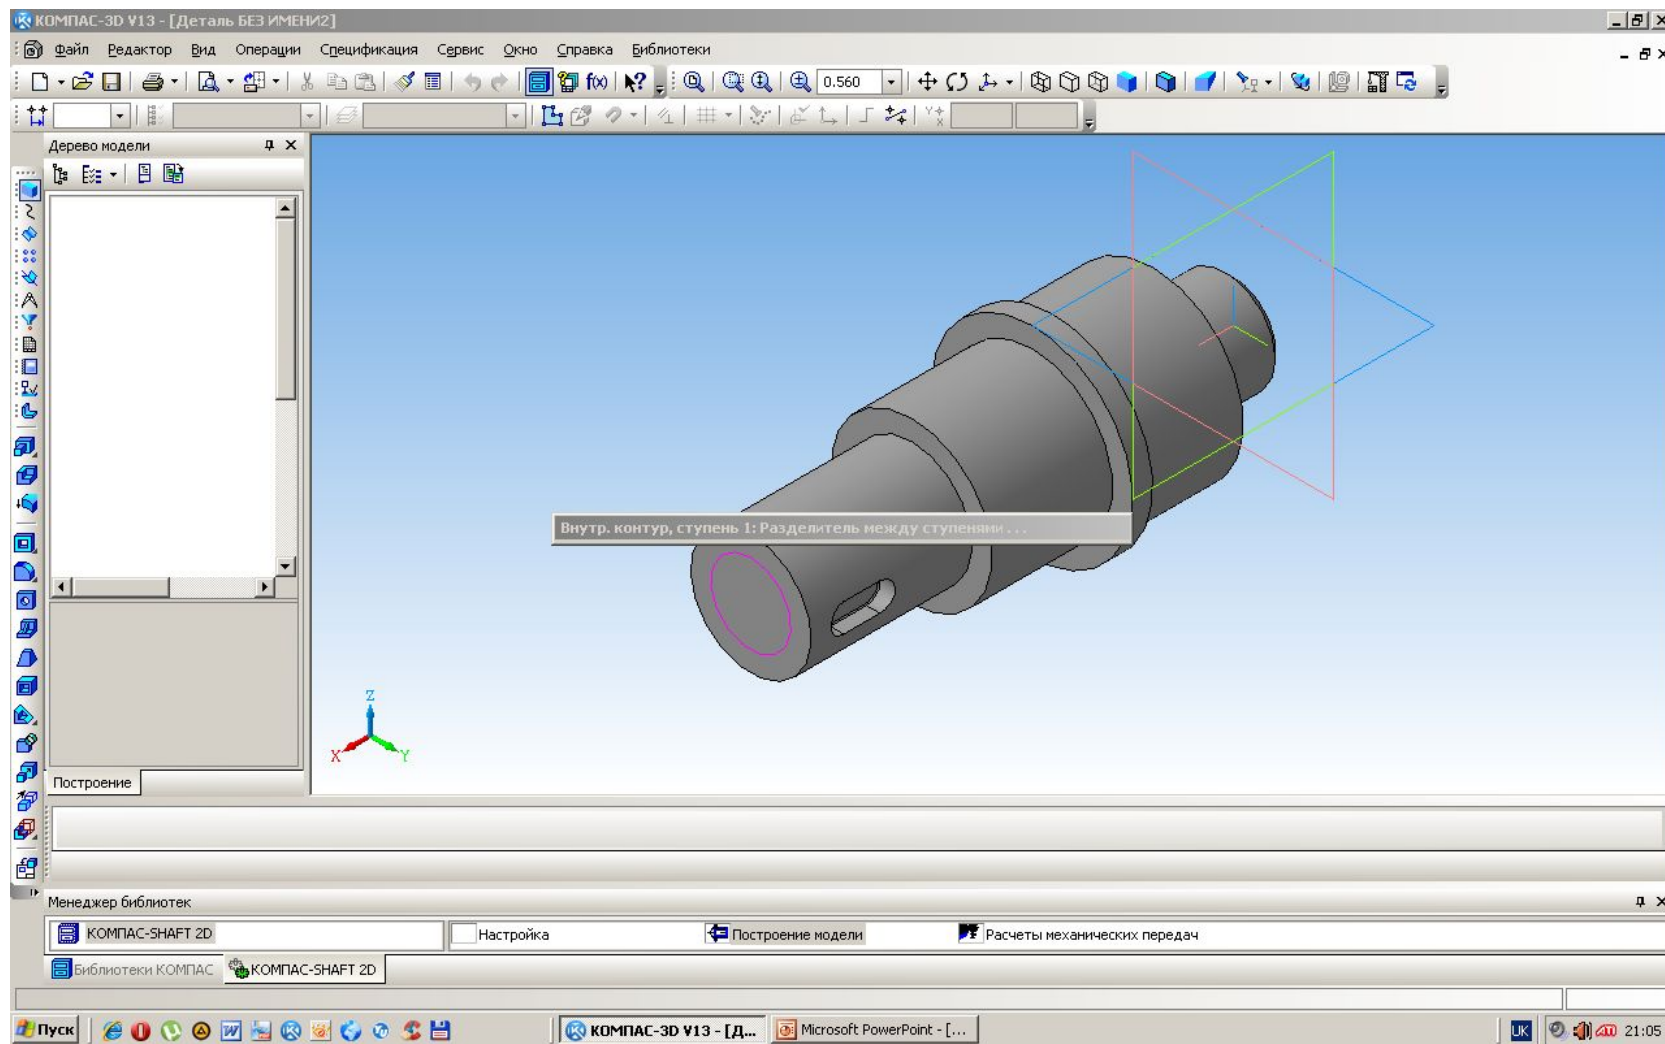 КОМПАС-3D V13 - [Деталь БЕЗ ИМЕНИ2]
Файл Редактор Вид Операции Спецификация Сервис Окно Справка Библиотеки
0.560
Дерево модели
Внутр. контур, ступень 1: Разделитель между ступенями...
Z
X
Y
Построение
Менеджер библиотек
КОМПАС-SHAFT 2D
Настройка
Построение модели
Расчеты механических передач
Библиотеки КОМПАС
КОМПАС-SHAFT 2D
Пуск
КОМПАС-3D V13 - [Д...
Microsoft PowerPoint - [...
UK
21:05